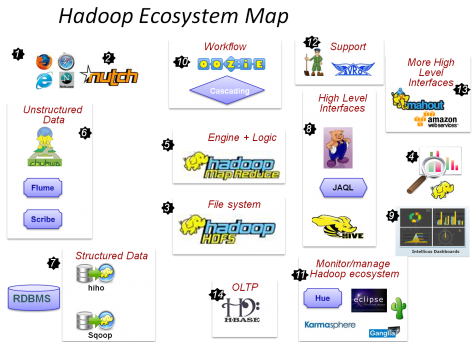 Hadoop Ecosystem Map
1
2
nutch
Workflow
10
OOZIE
Cascading
12
Support
AVRO
More High
Level
Interfaces
13
mahout
amazon
webservices
Unstructured
Data
6
chukwa
Flume
Scribe
Engine + Logic
5
hadoop
Map Reduce
File system
3
hadoop
HDFS
High Level
Interfaces
8
JAQL
HIVE
4
9
Intellicus Dashboards
7
Structured Data
RDBMS
hiho
Sqoop
OLTP
14
HBASE
Monitor/manage
Hadoop ecosystem
11
Hue
eclipse
Karmasphere
Ganglia